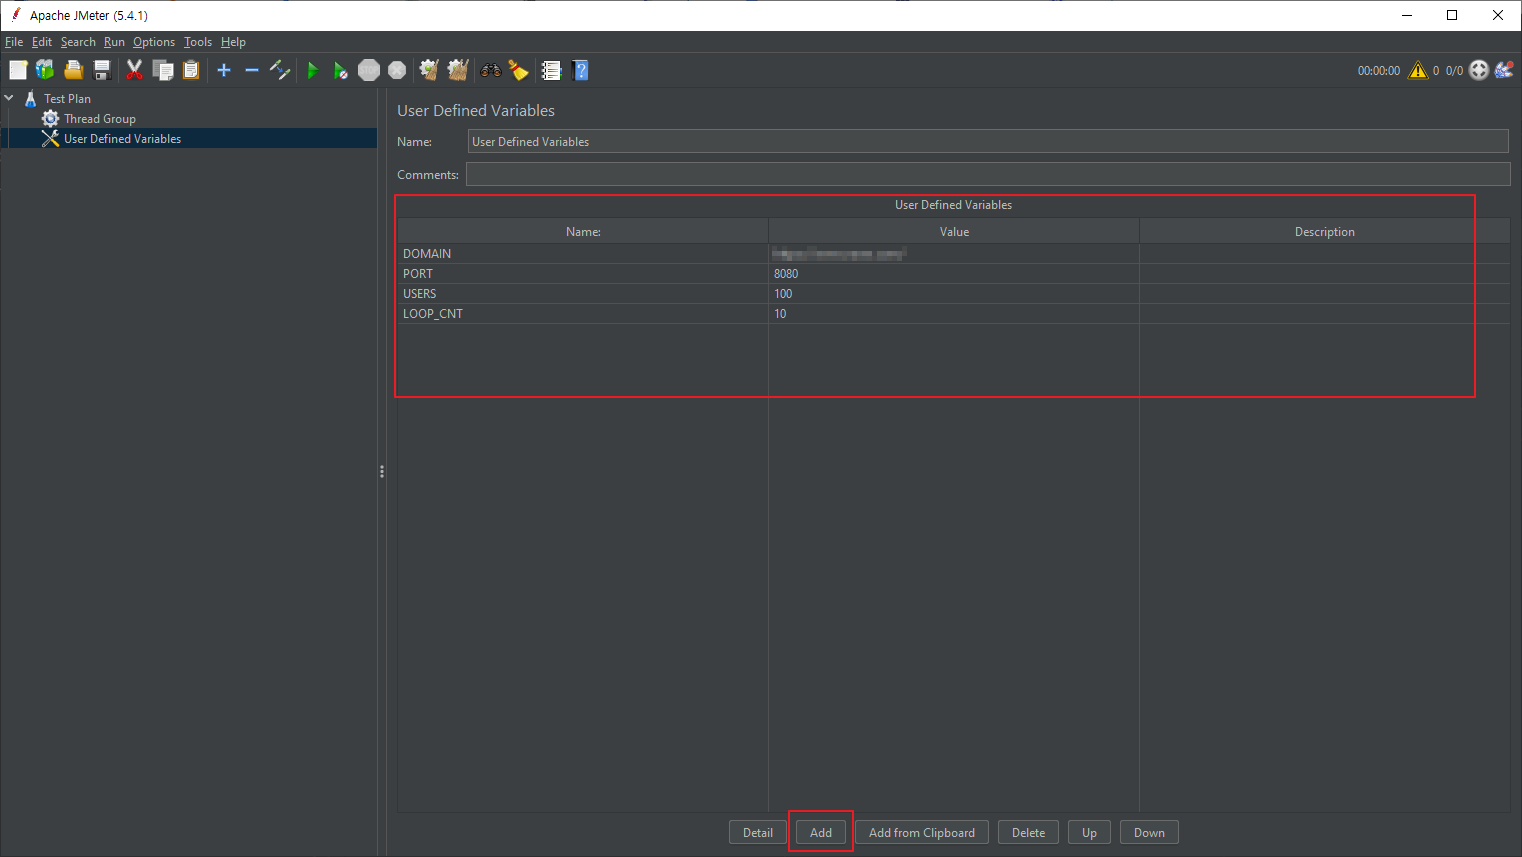 Apache JMeter (5.4.1)
File Edit Search Run Options Tools Help
00:00:00 0 0/0
Test Plan
Thread Group
User Defined Variables
User Defined Variables
Name: User Defined Variables
Comments:
User Defined Variables
Name: Value Description
DOMAIN
PORT 8080
USERS 100
LOOP_CNT 10
Detail Add Add from Clipboard Delete Up Down